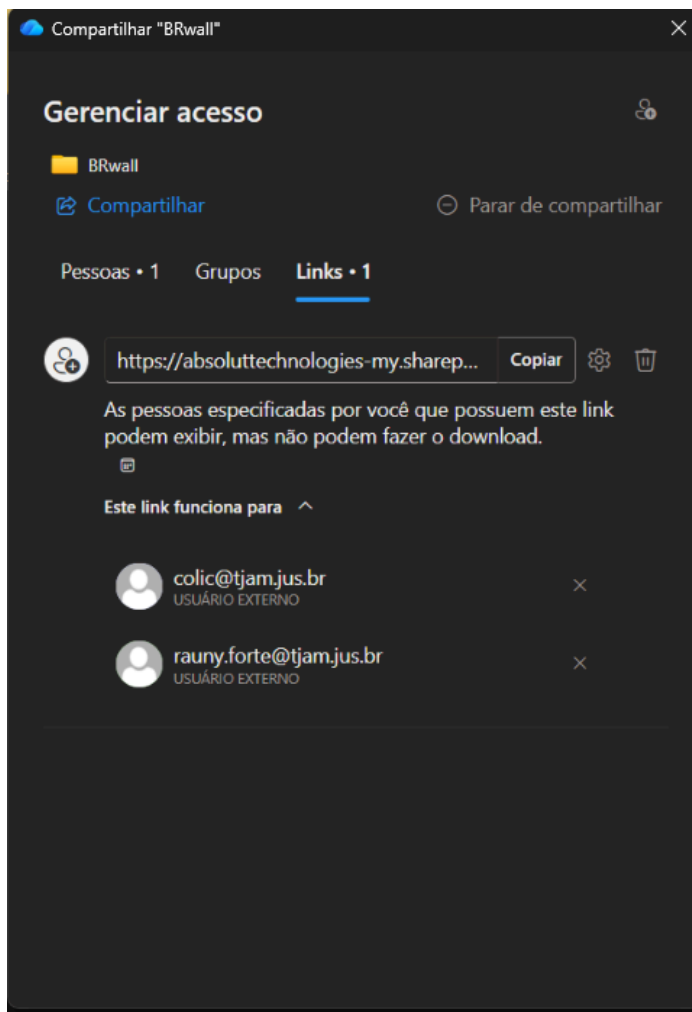 Compartilhar "BRwall"
Gerenciar acesso
BRwall
Compartilhar
Parar de compartilhar
Pessoas • 1
Grupos
Links • 1
https://absoluttechnologies-my.sharep...
Copiar
As pessoas especificadas por você que possuem este link
podem exibir, mas não podem fazer o download.
Este link funciona para
colic@tjam.jus.br
USUÁRIO EXTERNO
rauny.forte@tjam.jus.br
USUÁRIO EXTERNO